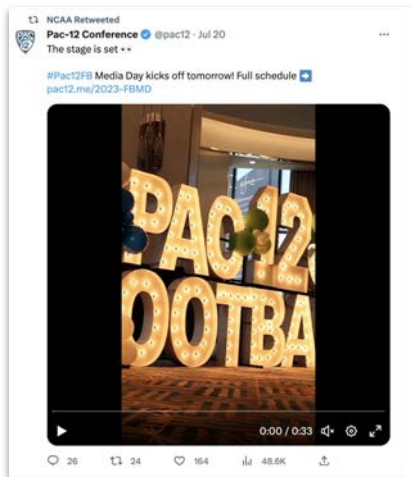 NCAA Retweeted
Pac-12 Conference @pac12 · Jul 20
The stage is set
#Pac12FB Media Day kicks off tomorrow! Full schedule
pac12.me/2023-FBMD
PAC-12
OOTBA
0:00 / 0:33
26 24 164 48.6K